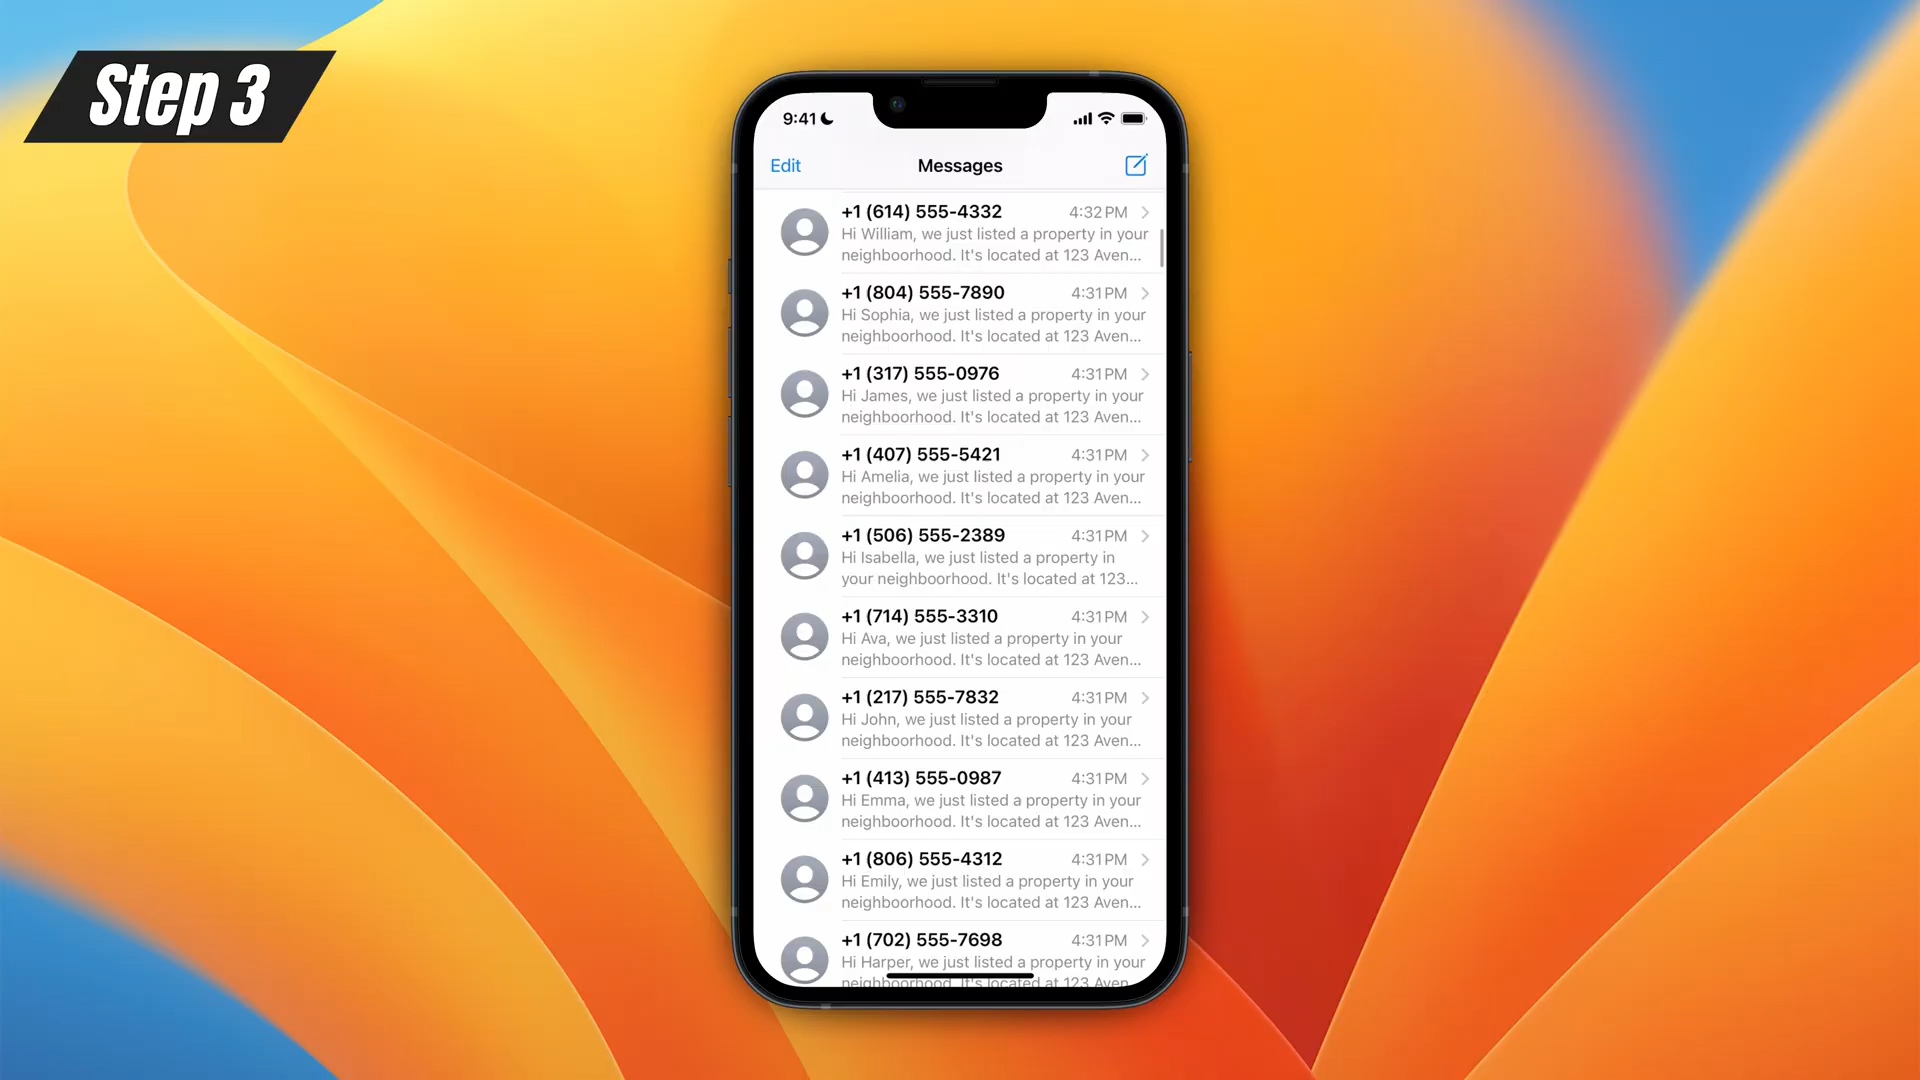 Step 3
9:41
Edit
Messages
+1 (614) 555-4332
4:32 PM
Hi William, we just listed a property in your
neighboorhood. It's located at 123 Aven...
+1 (804) 555-7890
4:31 PM
Hi Sophia, we just listed a property in your
neighboorhood. It's located at 123 Aven...
+1 (317) 555-0976
4:31 PM
Hi James, we just listed a property in your
neighboorhood. It's located at 123 Aven...
+1 (407) 555-5421
4:31 PM
Hi Amelia, we just listed a property in your
neighboorhood. It's located at 123 Aven...
+1 (506) 555-2389
4:31 PM
Hi Isabella, we just listed a property in
your neighboorhood. It's located at 123...
+1 (714) 555-3310
4:31 PM
Hi Ava, we just listed a property in your
neighboorhood. It's located at 123 Aven...
+1 (217) 555-7832
4:31 PM
Hi John, we just listed a property in your
neighboorhood. It's located at 123 Aven...
+1 (413) 555-0987
4:31 PM
Hi Emma, we just listed a property in your
neighboorhood. It's located at 123 Aven...
+1 (806) 555-4312
4:31 PM
Hi Emily, we just listed a property in your
neighboorhood. It's located at 123 Aven...
+1 (702) 555-7698
4:31 PM
Hi Harper, we just listed a property in your
neighboorhood. It's located at 123 Aven